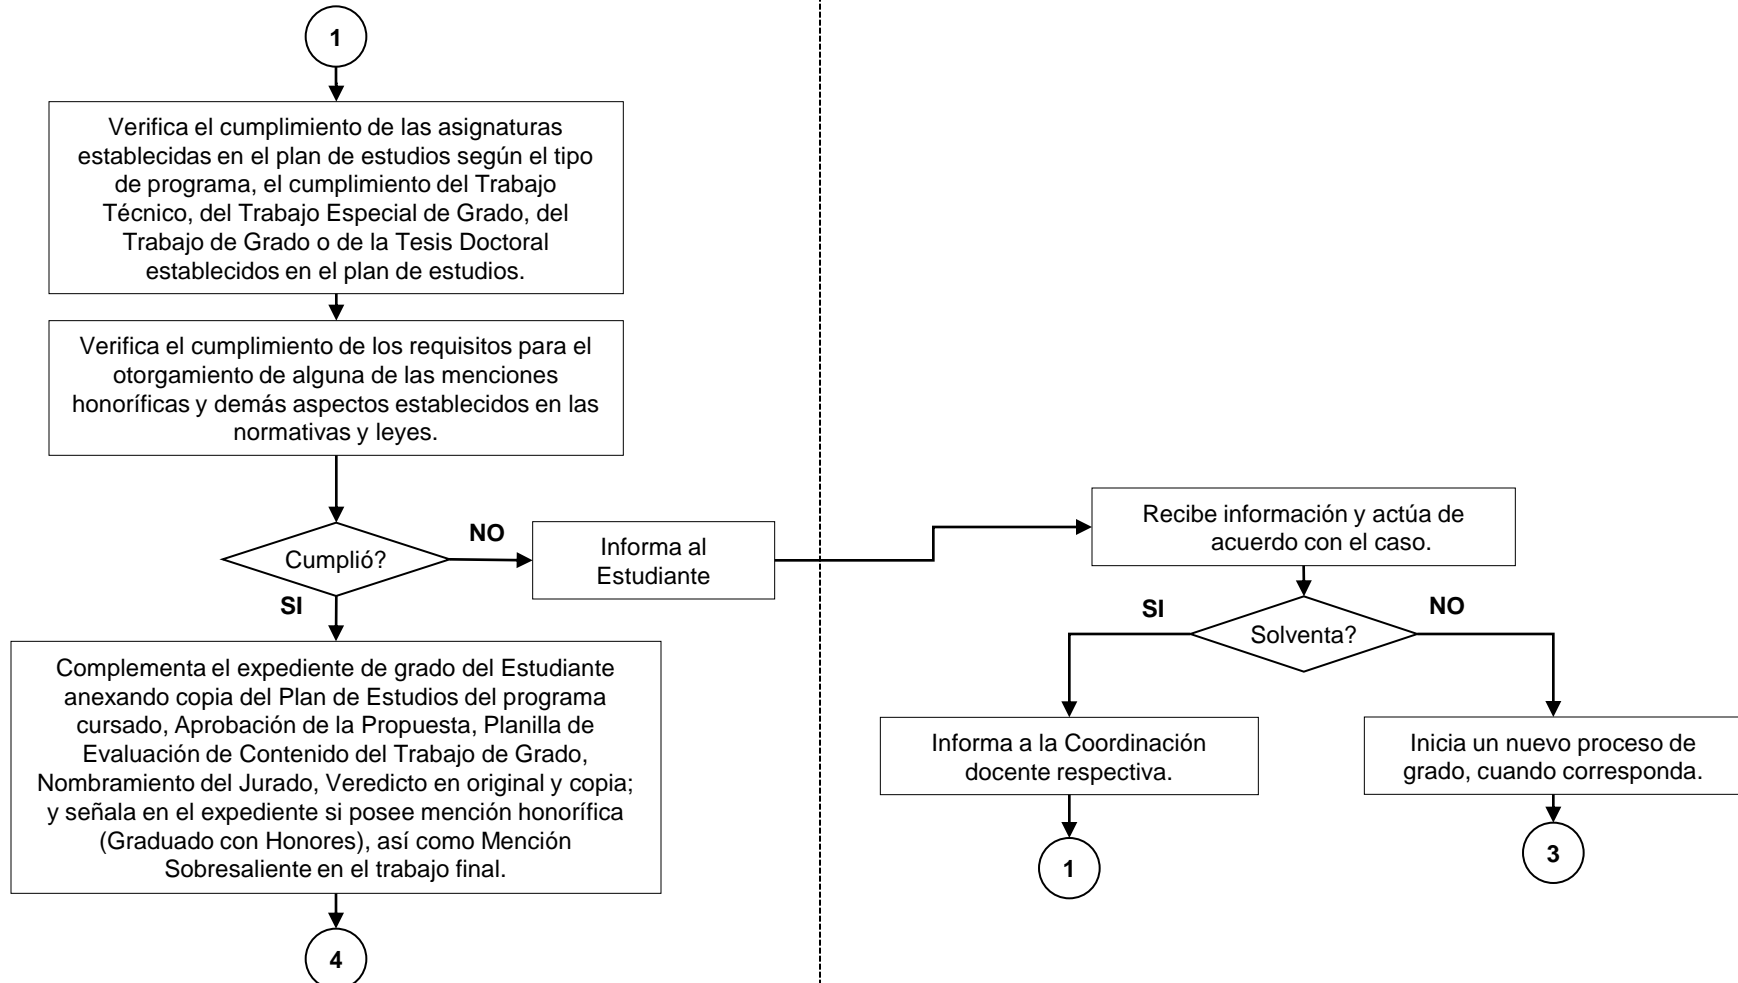 1
Verifica el cumplimiento de las asignaturas
establecidas en el plan de estudios según el tipo
de programa, el cumplimiento del Trabajo
Técnico, del Trabajo Especial de Grado, del
Trabajo de Grado o de la Tesis Doctoral
establecidos en el plan de estudios.
Verifica el cumplimiento de los requisitos para el
otorgamiento de alguna de las menciones
honoríficas y demás aspectos establecidos en las
normativas y leyes.
Cumplió?
NO
SI
Informa al
Estudiante
Complementa el expediente de grado del Estudiante
anexando copia del Plan de Estudios del programa
cursado, Aprobación de la Propuesta, Planilla de
Evaluación de Contenido del Trabajo de Grado,
Nombramiento del Jurado, Veredicto en original y copia;
y señala en el expediente si posee mención honorífica
(Graduado con Honores), así como Mención
Sobresaliente en el trabajo final.
4
Recibe información y actúa de
acuerdo con el caso.
SI
NO
Solventa?
Informa a la Coordinación
docente respectiva.
1
Inicia un nuevo proceso de
grado, cuando corresponda.
3